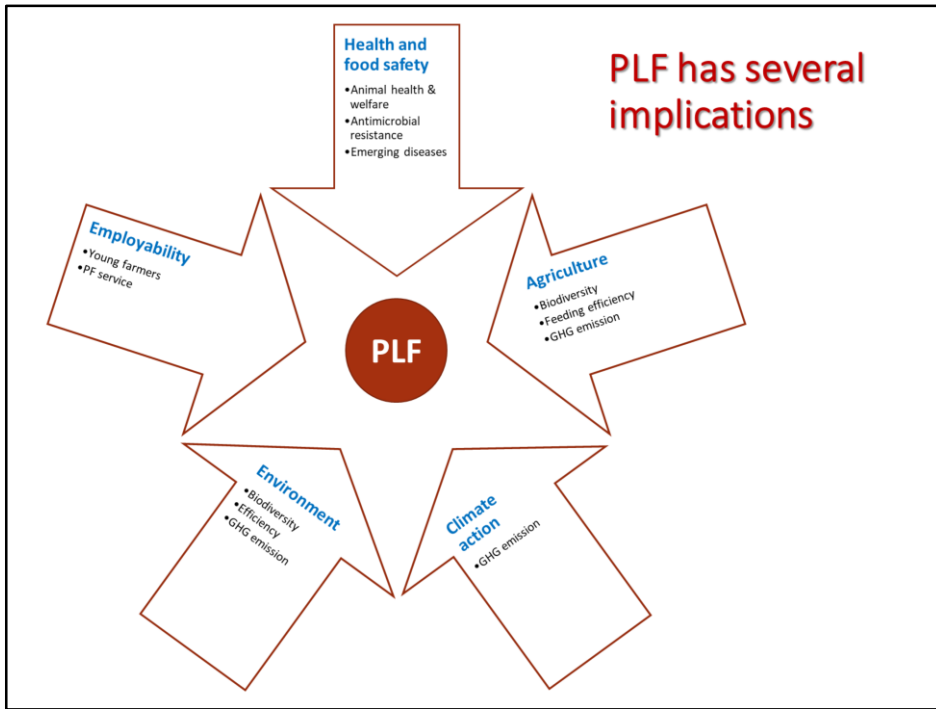 PLF has several
implications
Health and
food safety
•Animal health &
welfare
•Antimicrobial
resistance
•Emerging diseases
Agriculture
•Biodiversity
•Feeding efficiency
•GHG emission
Climate
action
•GHG emission
Environment
•Biodiversity
•Efficiency
•GHG emission
Employability
•Young farmers
•PF service
PLF